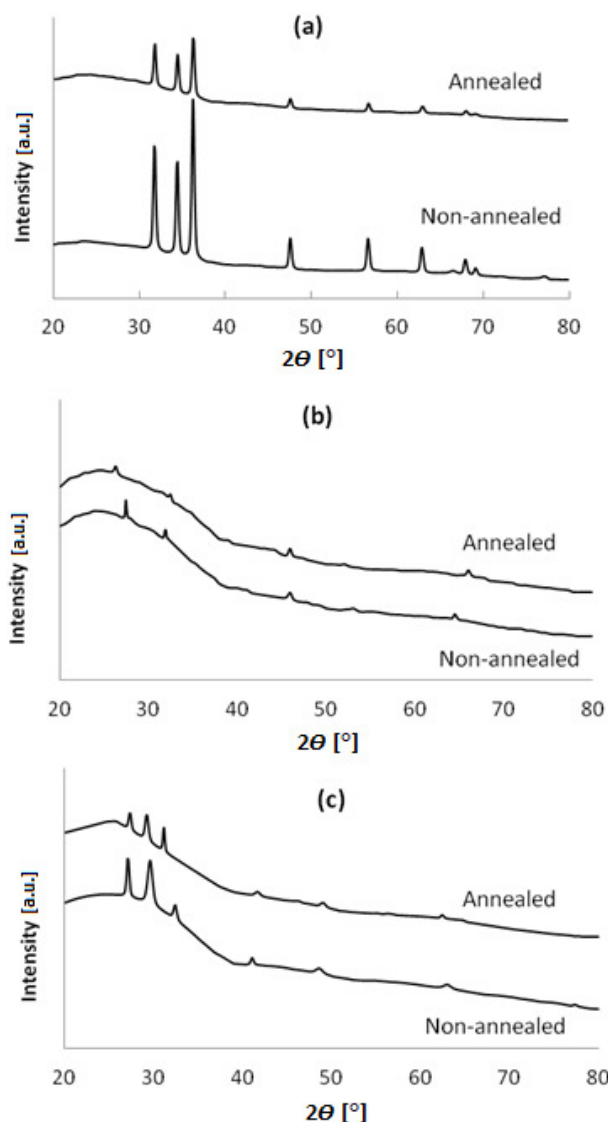 (a)
Annealed
Non-annealed
Intensity [a.u.]
20 30 40 50 60 70 80
2Θ [°]
(b)
Annealed
Non-annealed
Intensity [a.u.]
20 30 40 50 60 70 80
2Θ [°]
(c)
Annealed
Non-annealed
Intensity [a.u.]
20 30 40 50 60 70 80
2Θ [°]